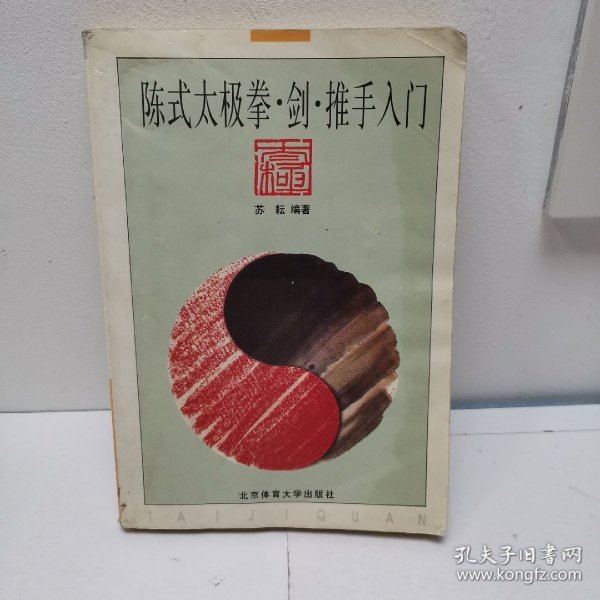 陈式太极拳·剑·推手入门
苏耘 编著
北京体育大学出版社
TAIJIQUAN
孔夫子旧书网
www.kongfz.com